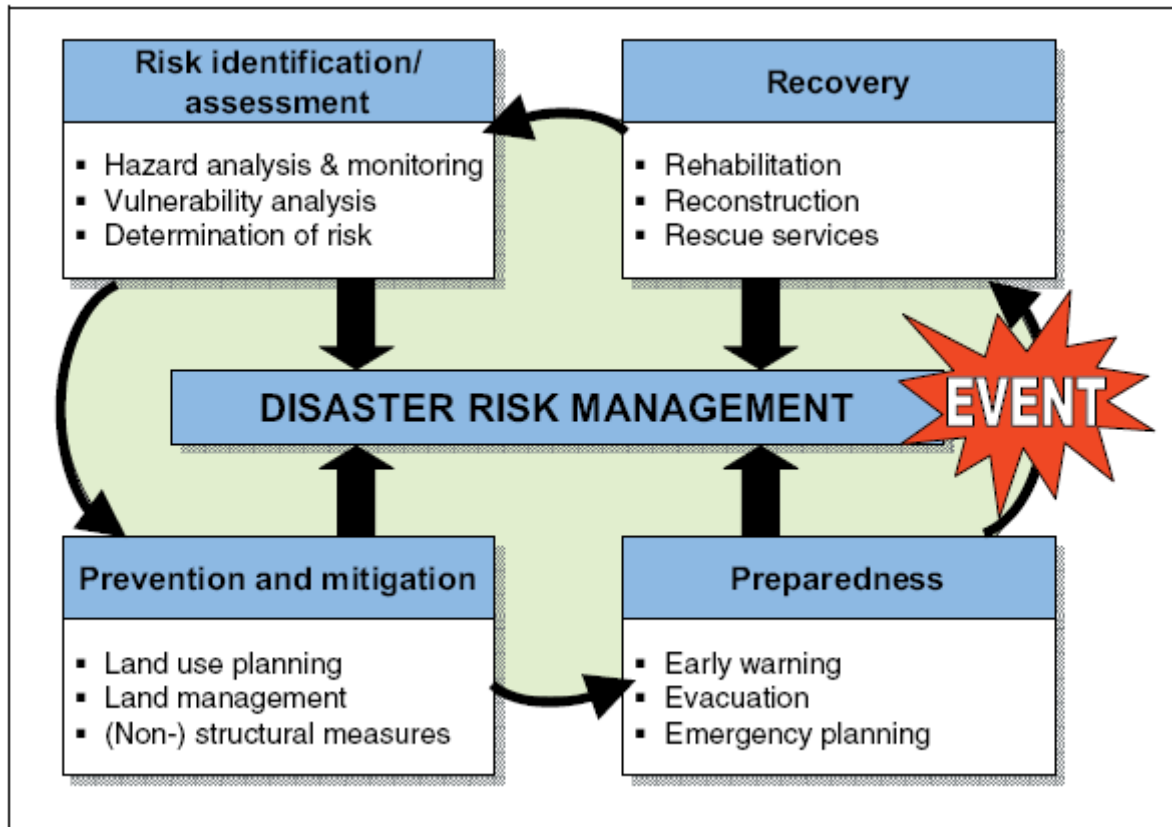 Risk identification/
assessment
▪ Hazard analysis & monitoring
▪ Vulnerability analysis
▪ Determination of risk
Recovery
▪ Rehabilitation
▪ Reconstruction
▪ Rescue services
DISASTER RISK MANAGEMENT
EVENT
Prevention and mitigation
▪ Land use planning
▪ Land management
▪ (Non-) structural measures
Preparedness
▪ Early warning
▪ Evacuation
▪ Emergency planning